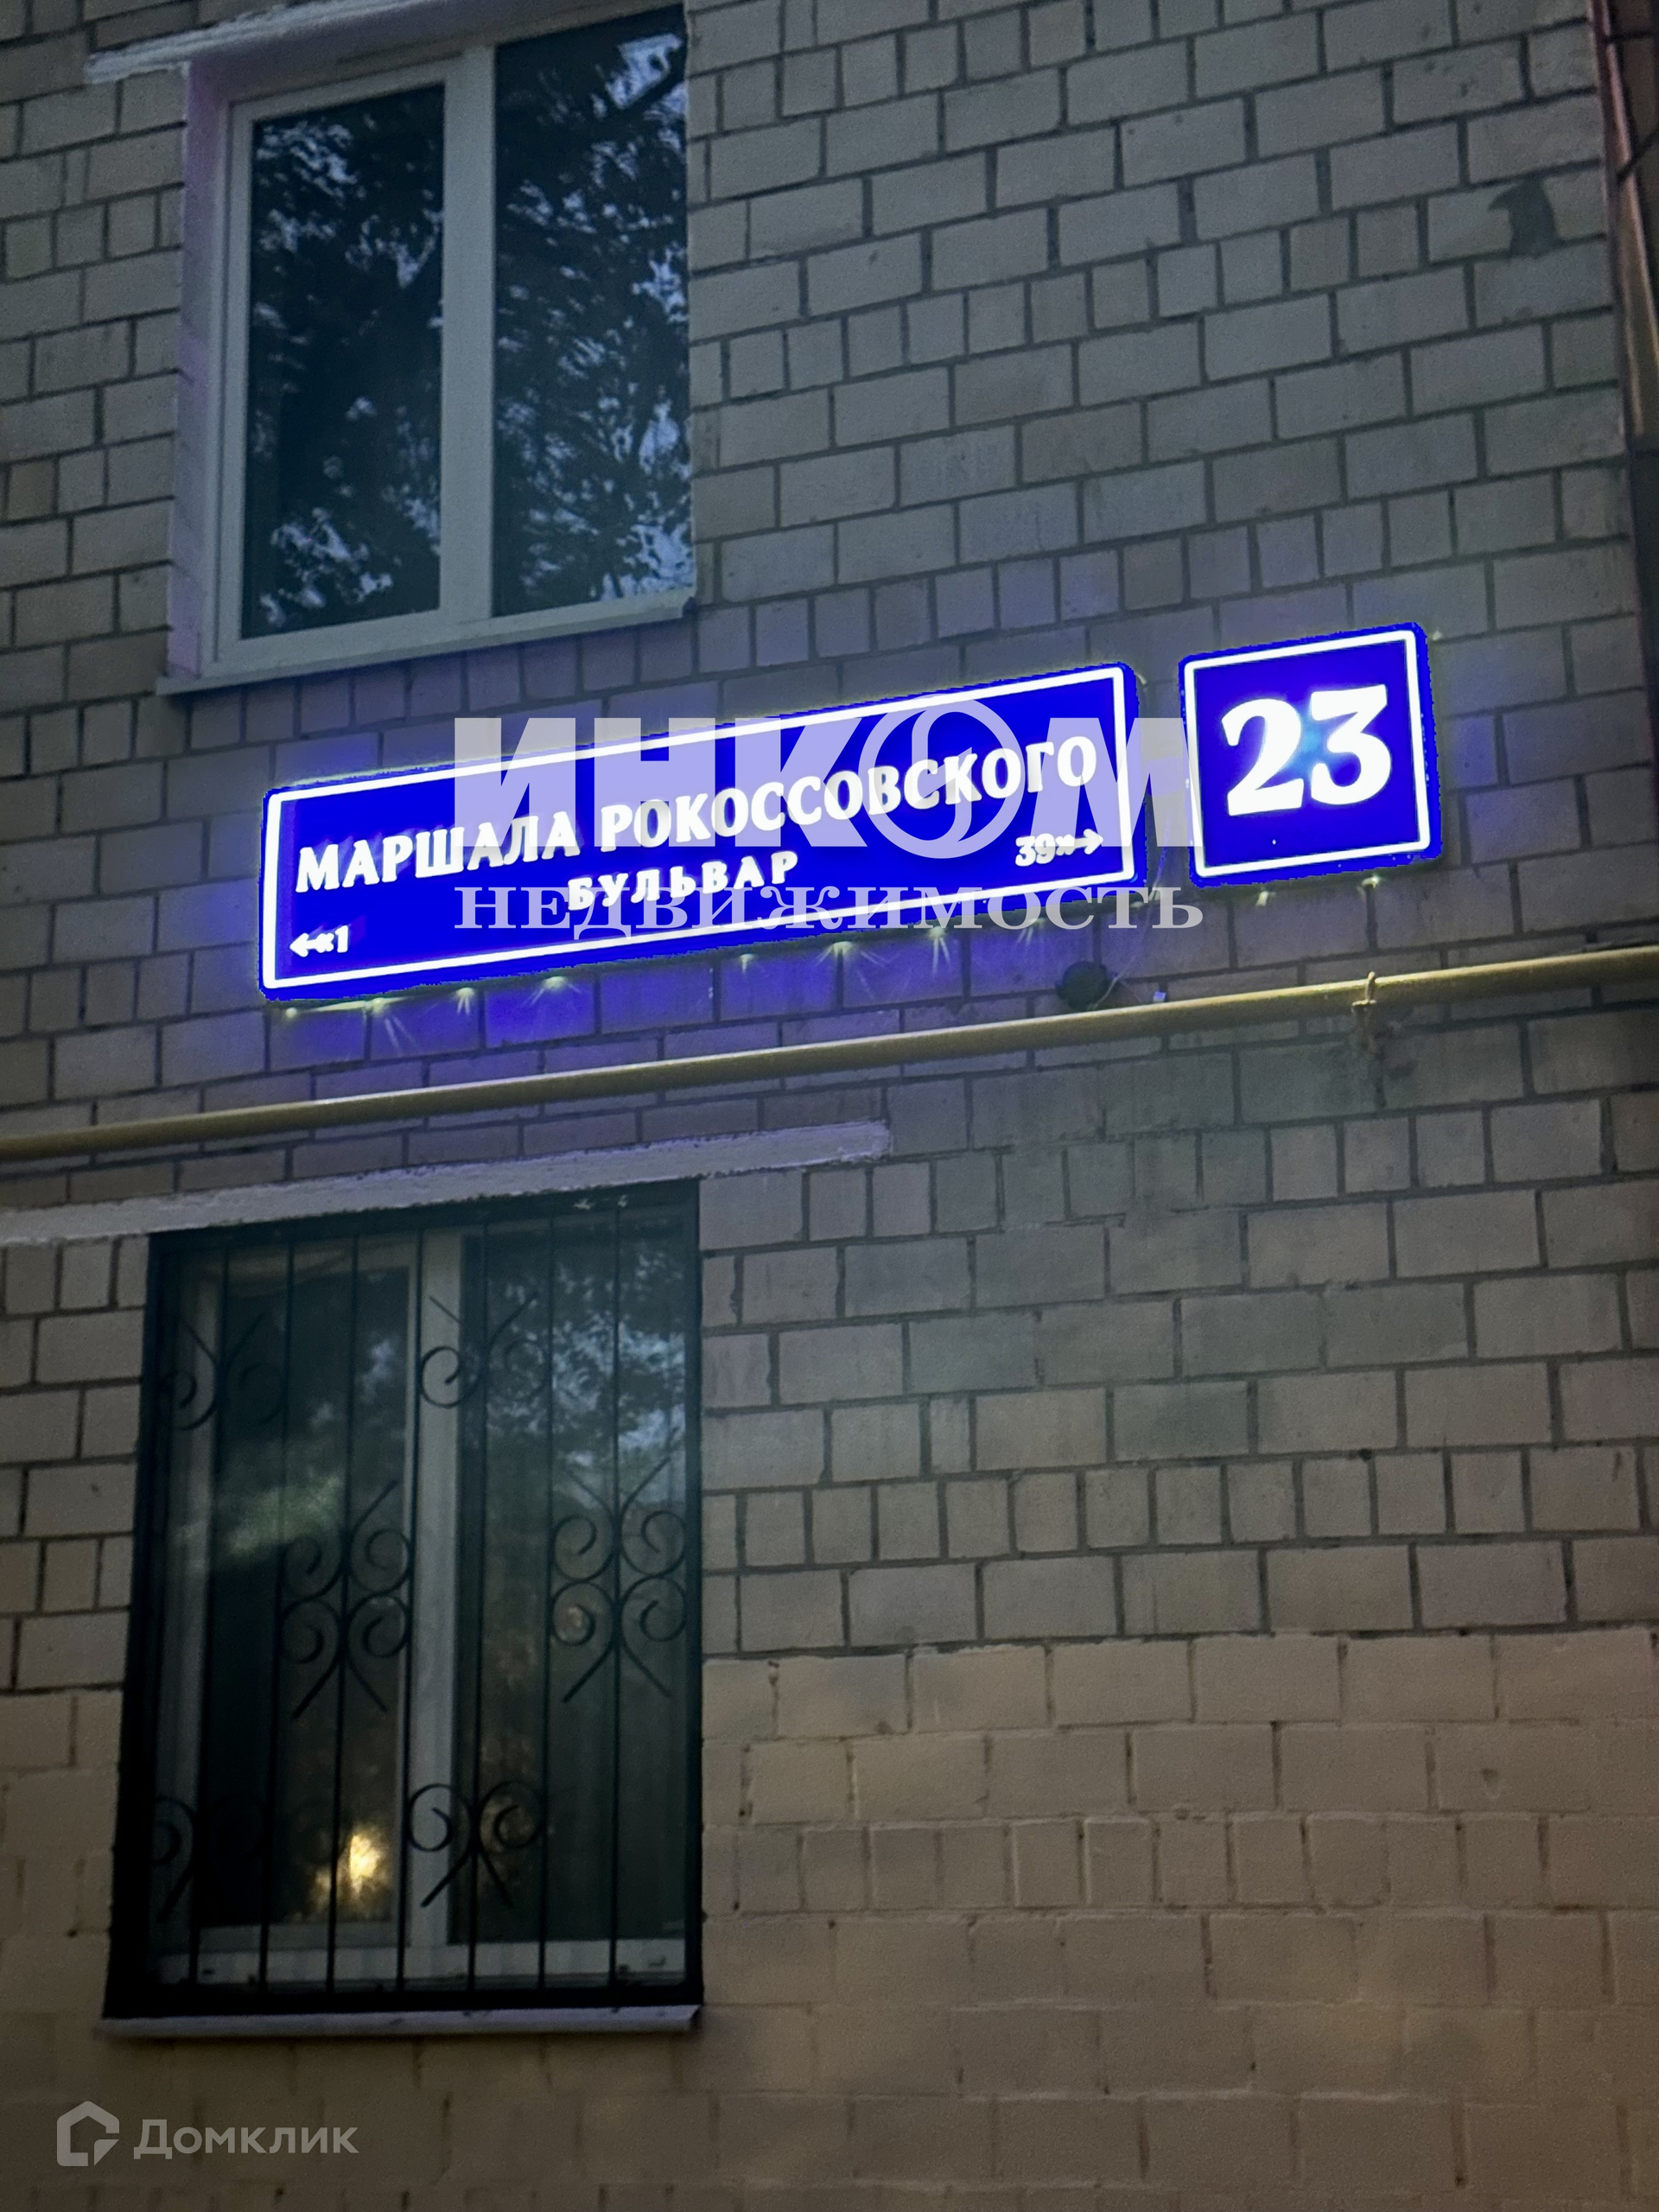 ИНКОМ
НЕДВИЖИМОСТЬ
МАРШАЛА РОКОССОВСКОГО
БУЛЬВАР
←«1
39»→
23
Домклик